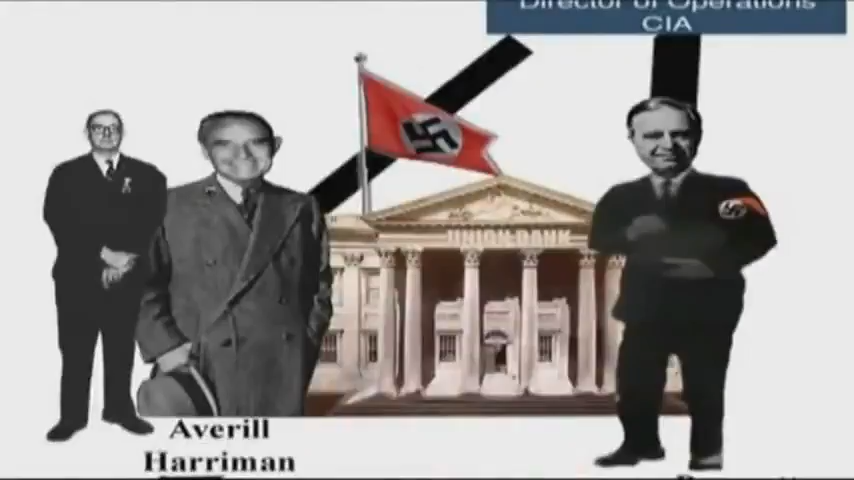 Director of Operations
CIA
UNION BANK
Averill
Harriman